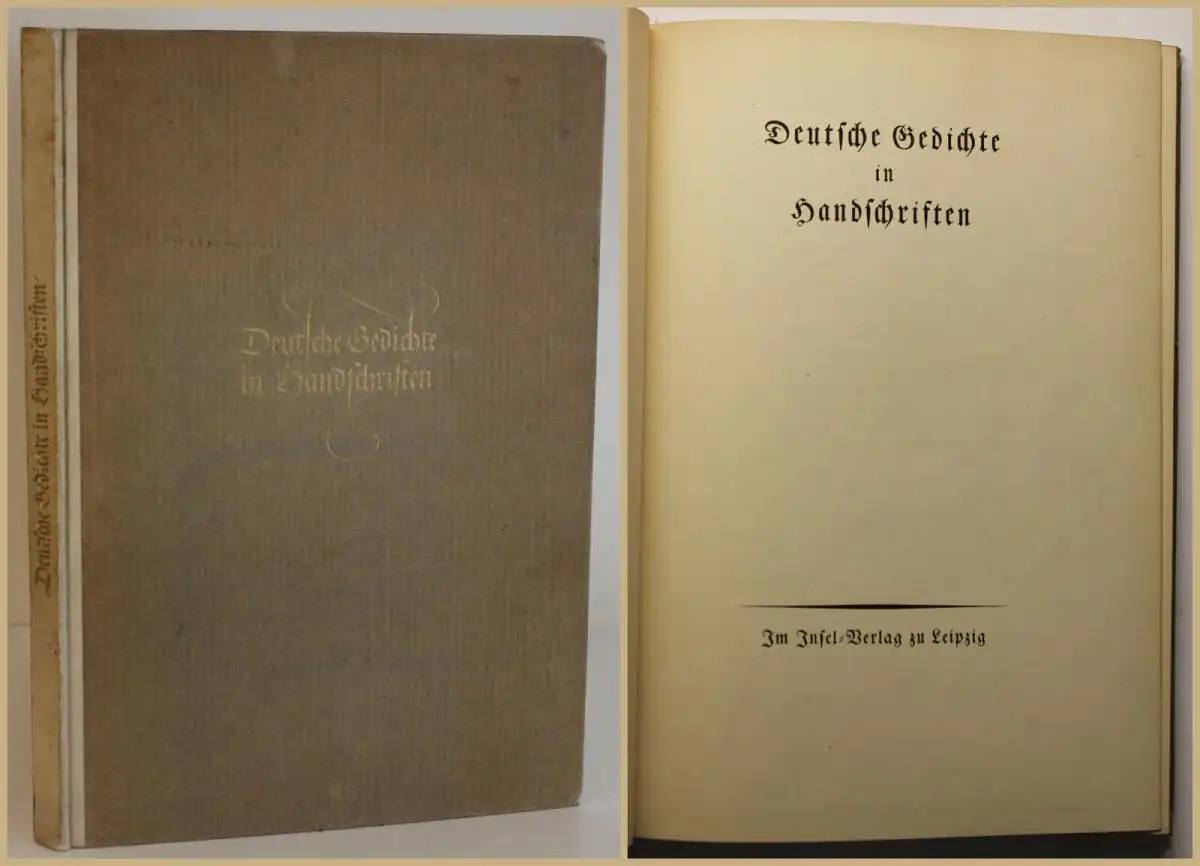 Deutſche Gedichte in Handſchriften
Deutſche Gedichte
in Handſchriften
Deutſche Gedichte
in
Handſchriften
Im Inſel-Verlag zu Leipzig